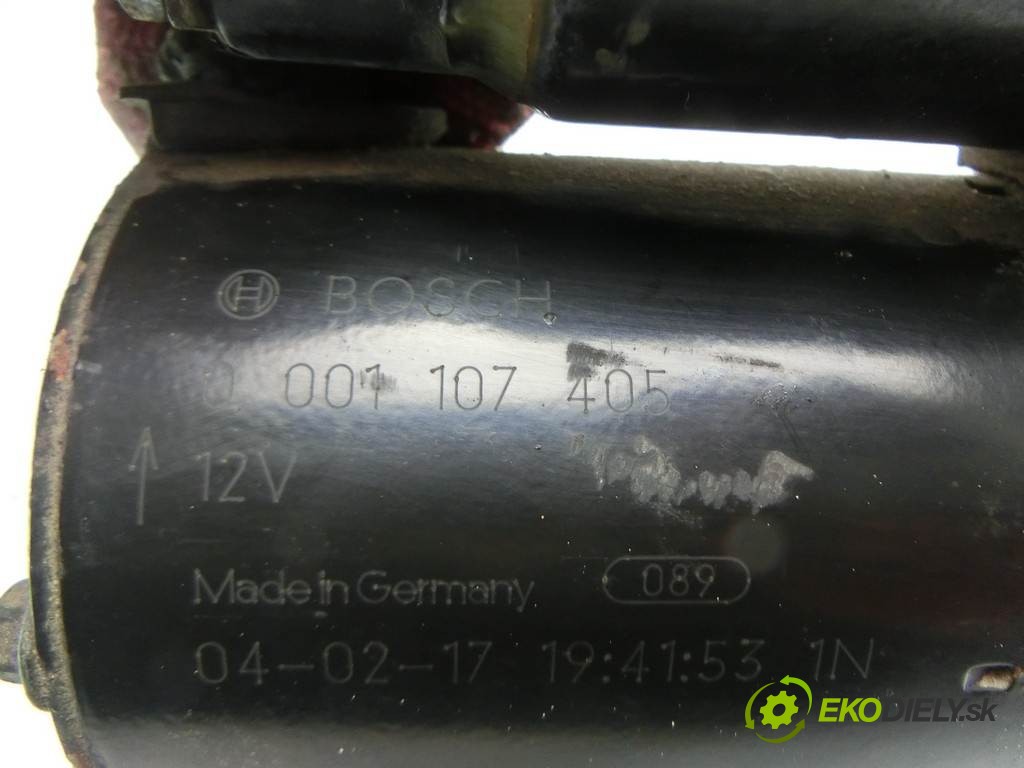 BOSCH
0 001 107 405
12V
Made in Germany 089
04-02-17 19:41:53 1N
EKODIELY.sk